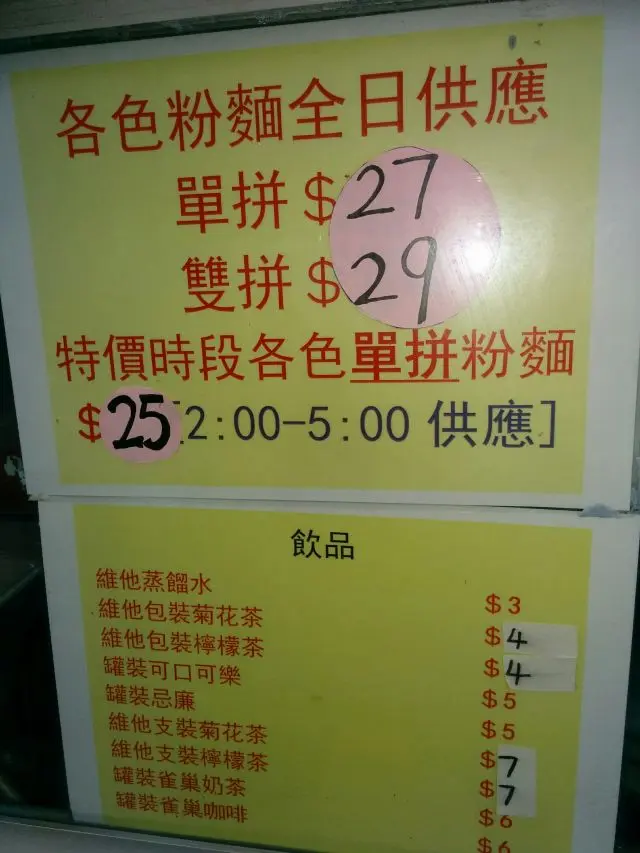 各色粉麵全日供應
單拼 $27
雙拼 $29
特價時段各色單拼粉麵
$25[2:00-5:00 供應]
飲品
維他蒸餾水 $3
維他包裝菊花茶 $4
維他包裝檸檬茶 $4
罐裝可口可樂 $5
罐裝忌廉 $5
維他支裝菊花茶 $7
維他支裝檸檬茶 $7
罐裝雀巢奶茶 $6
罐裝雀巢咖啡 $6